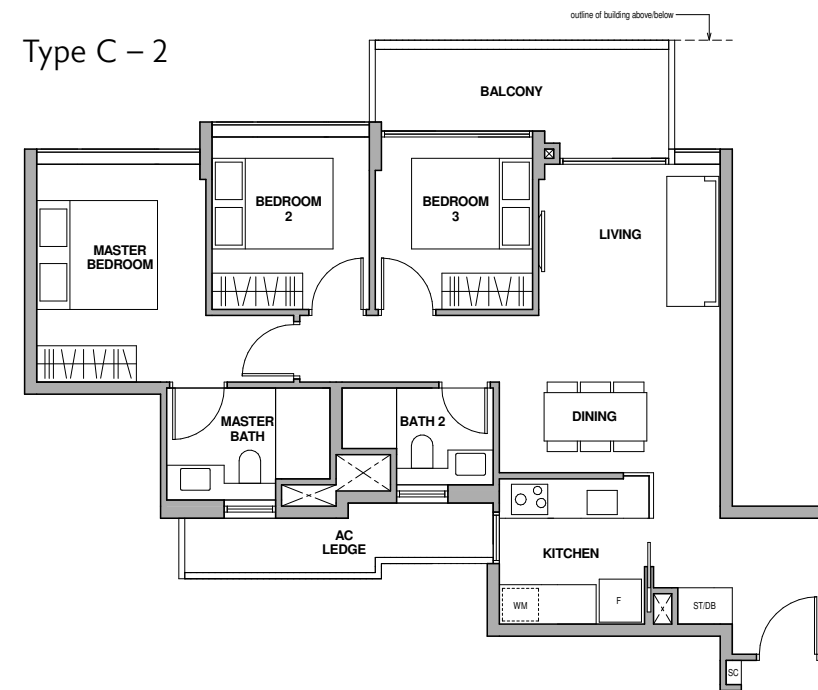 outline of building above/below
Type C – 2
BALCONY
BEDROOM
2
BEDROOM
3
LIVING
MASTER
BEDROOM
DINING
MASTER
BATH
BATH 2
AC
LEDGE
KITCHEN
WM
F
ST/DB
SC